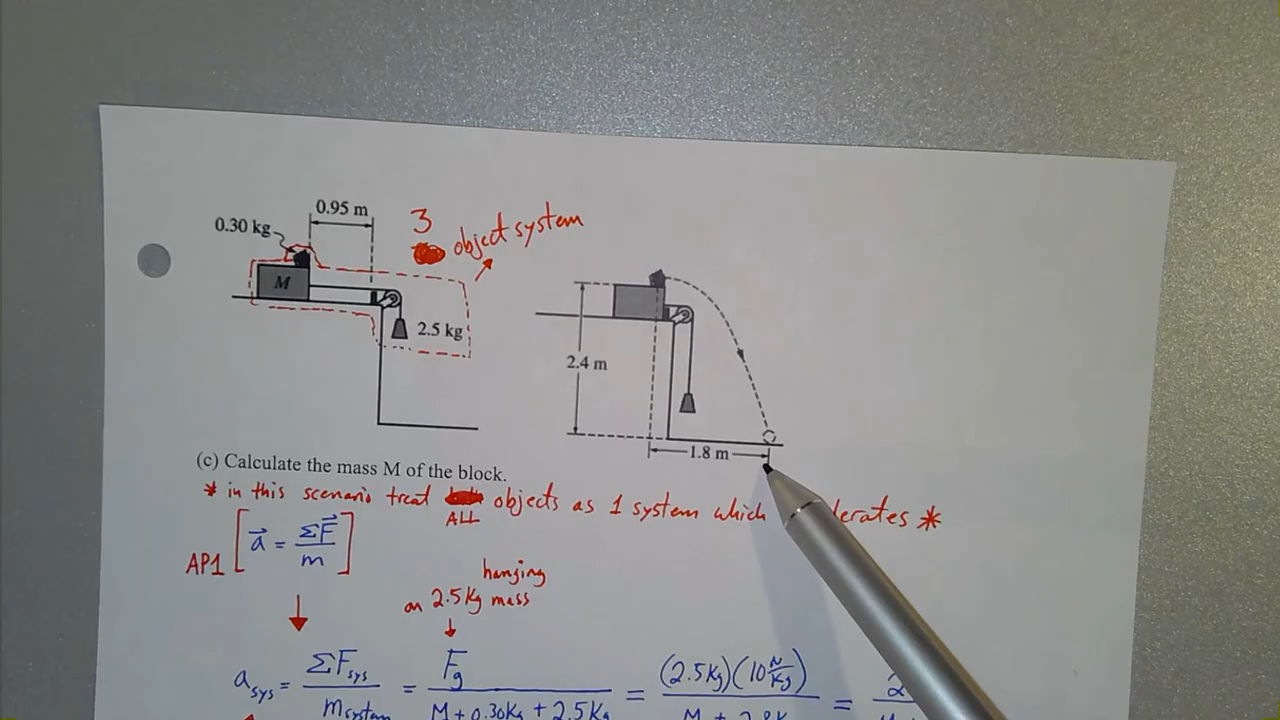 0.95 m
0.30 kg
3
object system
M
2.5 kg
2.4 m
1.8 m
(c) Calculate the mass M of the block.
* in this scenario treat objects as 1 system which *
ALL
AP1 [ a⃗ = ΣF⃗ / m ]
hanging
on 2.5Kg mass
a_sys = ΣF_sys / m_system = F_g / M + 0.30Kg + 2.5Kg = (2.5Kg)(10 N/Kg) / M + 2.8K =